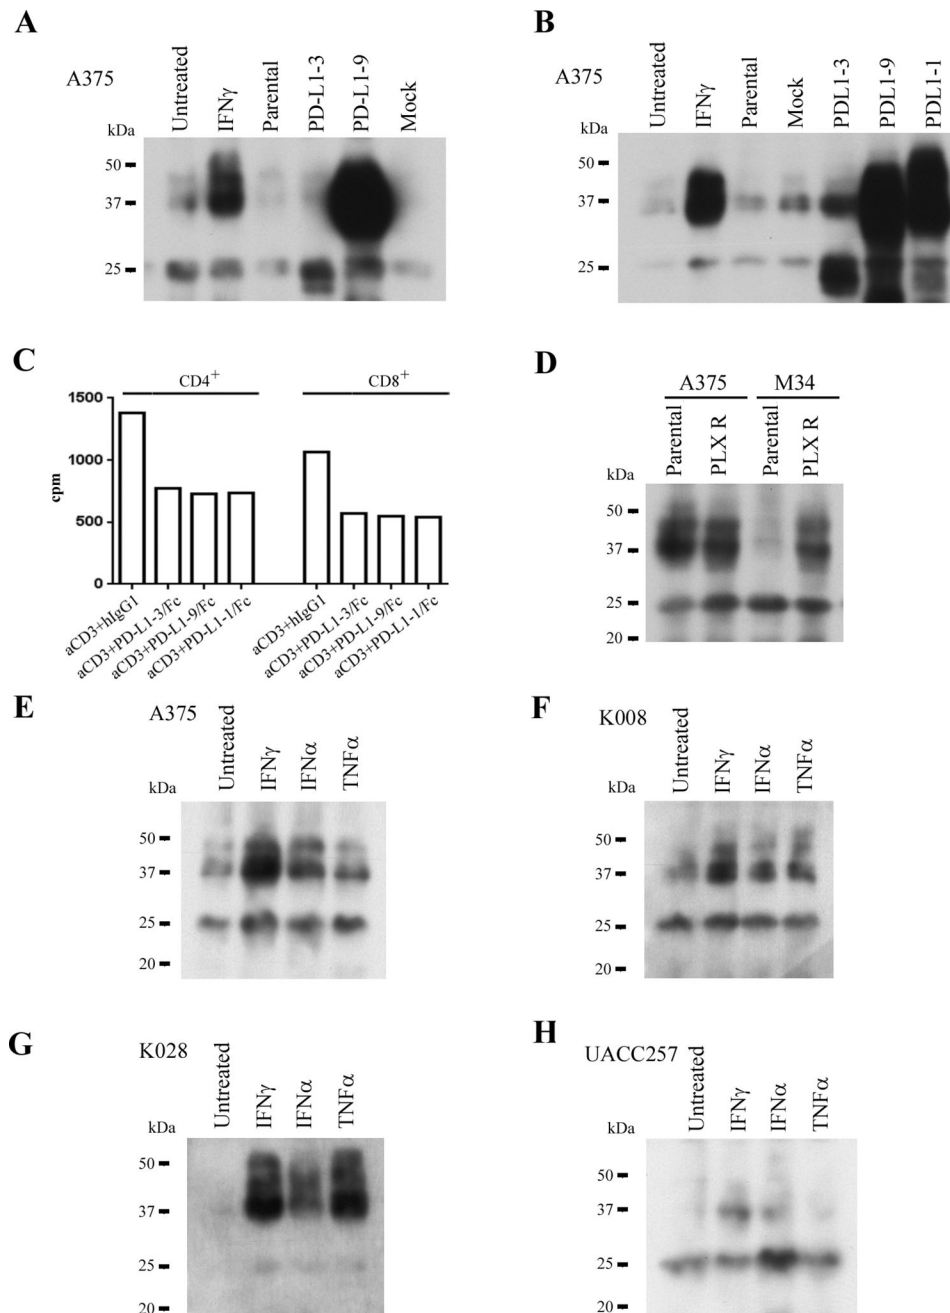 A
A375
Untreated
IFNγ
Parental
PD-L1-3
PD-L1-9
Mock
kDa
50
37
25
B
A375
Untreated
IFNγ
Parental
Mock
PDL1-3
PDL1-9
PDL1-1
kDa
50
37
25
C
CD4+
CD8+
1500
1000
500
0
cpm
aCD3+hIgG1
aCD3+PD-L1-3/Fc
aCD3+PD-L1-9/Fc
aCD3+PD-L1-1/Fc
aCD3+hIgG1
aCD3+PD-L1-3/Fc
aCD3+PD-L1-9/Fc
aCD3+PD-L1-1/Fc
D
A375
M34
Parental
PLX R
Parental
PLX R
kDa
50
37
25
20
E
A375
Untreated
IFNγ
IFNα
TNFα
kDa
50
37
25
20
F
K008
Untreated
IFNγ
IFNα
TNFα
kDa
50
37
25
20
G
K028
Untreated
IFNγ
IFNα
TNFα
kDa
50
37
25
20
H
UACC257
Untreated
IFNγ
IFNα
TNFα
kDa
50
37
25
20